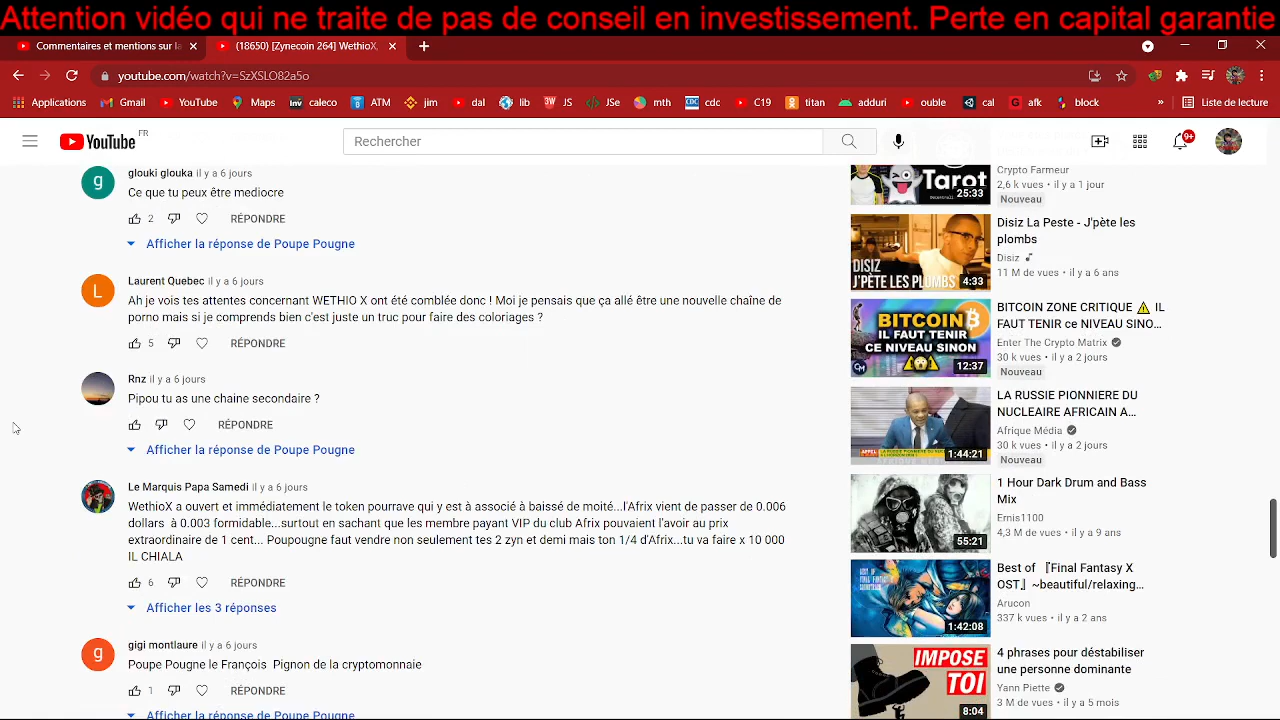 Attention vidéo qui ne traite de pas de conseil en investissement. Perte en capital garantie
Commentaires et mentions sur la
(18650) [Zynecoin 264] WethioX,
youtube.com/watch?v=SzXSLO82a5o
Applications
Gmail
YouTube
Maps
caleco
ATM
jim
dal
lib
JS
JSe
mth
cdc
C19
titan
adduri
ouble
cal
afk
block
»
Liste de lecture
YouTube FR
Rechercher
9+
glouki glouka il y a 6 jours
Ce que tu peux être mediocre
2 RÉPONDRE
Afficher la réponse de Poupe Pougne
Laurent Quebec il y a 6 jours
Ah je vois tes attentes concernant WETHIO X ont été comblée donc ! Moi je pensais que ça allé être une nouvelle chaîne de
porno mais si je comprends bien c'est juste un truc pour faire des coloriages ?
5 RÉPONDRE
Rnz il y a 6 jours
Pipou tu as une chaine secondaire ?
RÉPONDRE
Afficher la réponse de Poupe Pougne
Le Marquis Papa Samedi il y a 6 jours
WethioX a ouvert et immédiatement le token pourrave qui y est à associé à baissé de moité...l'Afrix vient de passer de 0.006
dollars à 0.003 formidable...surtout en sachant que les membre payant VIP du club Afrix pouvaient l'avoir au prix
extraordinaire de 1 cent... Poupougne faut vendre non seulement tes 2 zyn et demi mais ton 1/4 d'Afrix...tu va faire x 10 000
IL CHIALA
6 RÉPONDRE
Afficher les 3 réponses
gigi montlaure il y a 6 jours
Poupe Pougne le François Pignon de la cryptomonnaie
1 RÉPONDRE
Afficher la réponse de Poupe Pougne
Tarot
25:33
Crypto Farmeur
2,6 k vues • il y a 1 jour
Nouveau
DISIZ
J'PÈTE LES PLUMBS
4:33
Disiz La Peste - J'pète les
plombs
Disiz
11 M de vues • il y a 6 ans
BITCOIN
IL FAUT TENIR
CE NIVEAU SINON
12:37
BITCOIN ZONE CRITIQUE ⚠ IL
FAUT TENIR ce NIVEAU SINO...
Enter The Crypto Matrix
30 k vues • il y a 2 jours
Nouveau
1:44:21
LA RUSSIE PIONNIERE DU
NUCLEAIRE AFRICAIN A...
Afrique Média
30 k vues • il y a 2 jours
Nouveau
55:21
1 Hour Dark Drum and Bass
Mix
Ernis1100
4,3 M de vues • il y a 9 ans
1:42:08
Best of 『Final Fantasy X
OST』~beautiful/relaxing...
Arucon
337 k vues • il y a 2 ans
IMPOSE
TOI
8:04
4 phrases pour déstabiliser
une personne dominante
Yann Piette
3 M de vues • il y a 5 mois